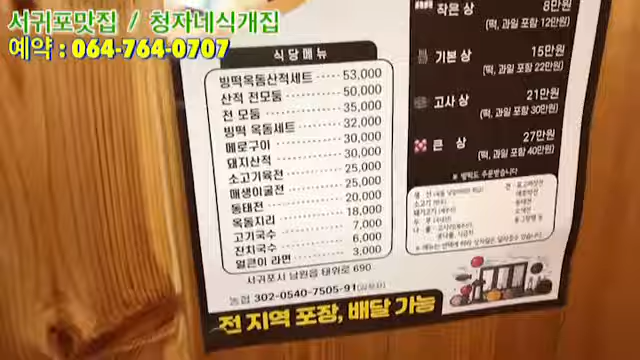 서귀포맛집 / 청자네식개집
예약 : 064-764-0707
식당메뉴
빙떡옥돔산적세트 53,000
산적 전모둠 50,000
전 모둠 35,000
빙떡 옥돔세트 32,000
메로구이 30,000
돼지산적 30,000
소고기육전 25,000
매생이굴전 25,000
동태전 20,000
옥돔지리 18,000
고기국수 7,000
잔치국수 6,000
얼큰이 라면 3,000
서귀포시 남원읍 태위로 690
농협 302-0540-7505-91
전 지역 포장, 배달 가능
작은 상 8만원
(떡, 과일 포함 12만원)
기본 상 15만원
(떡, 과일 포함 22만원)
고사 상 21만원
(떡, 과일 포함 30만원)
큰 상 27만원
(떡, 과일 포함 40만원)
※ 빙떡도 주문받습니다